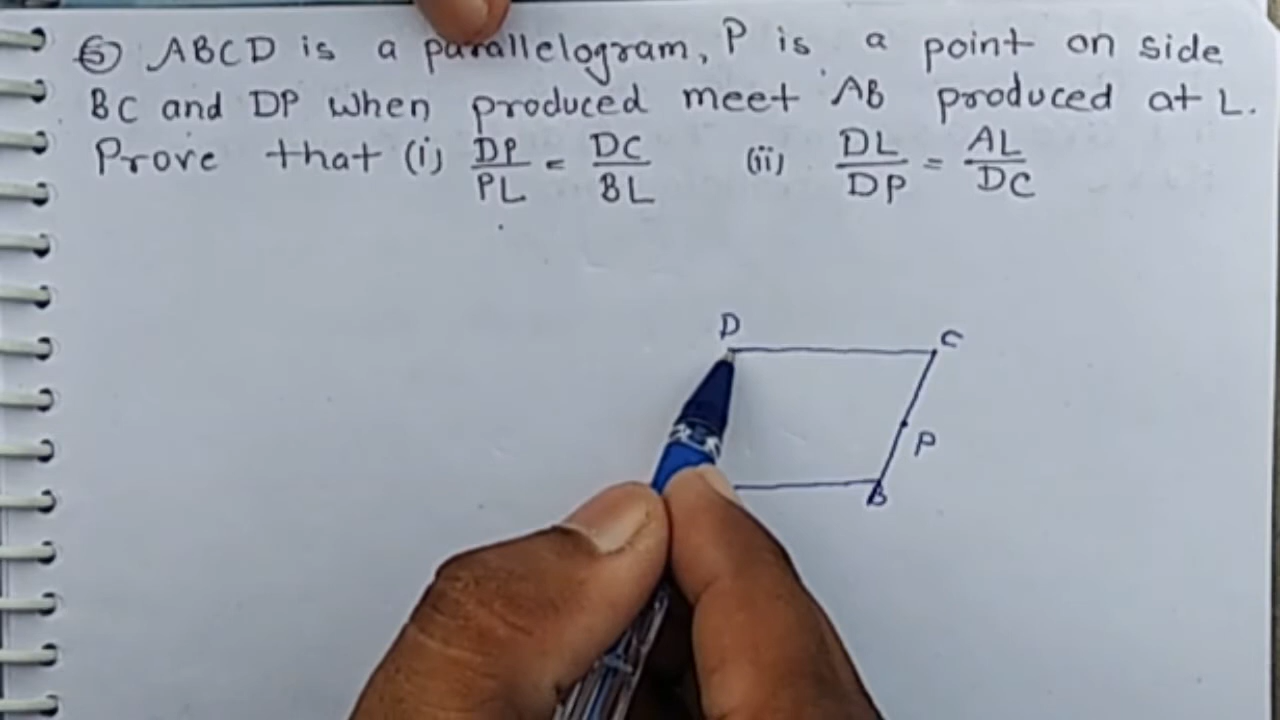 ⑤ ABCD is a parallelogram, P is a point on side
BC and DP when produced meet AB produced at L.
Prove that (i) DP/PL = DC/BL (ii) DL/DP = AL/DC
D
C
P
B